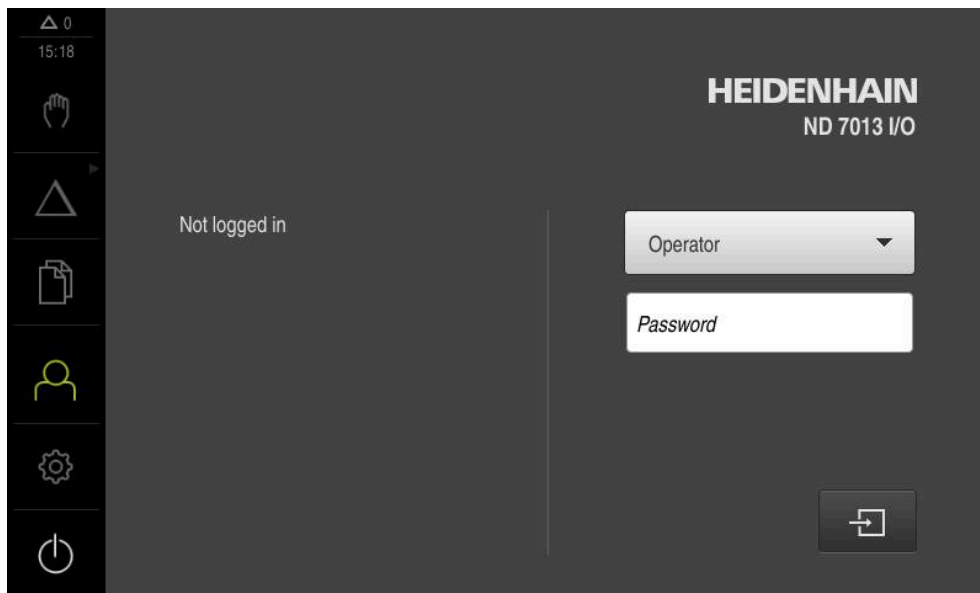 0
15:18
HEIDENHAIN
ND 7013 I/O
Not logged in
Operator
Password